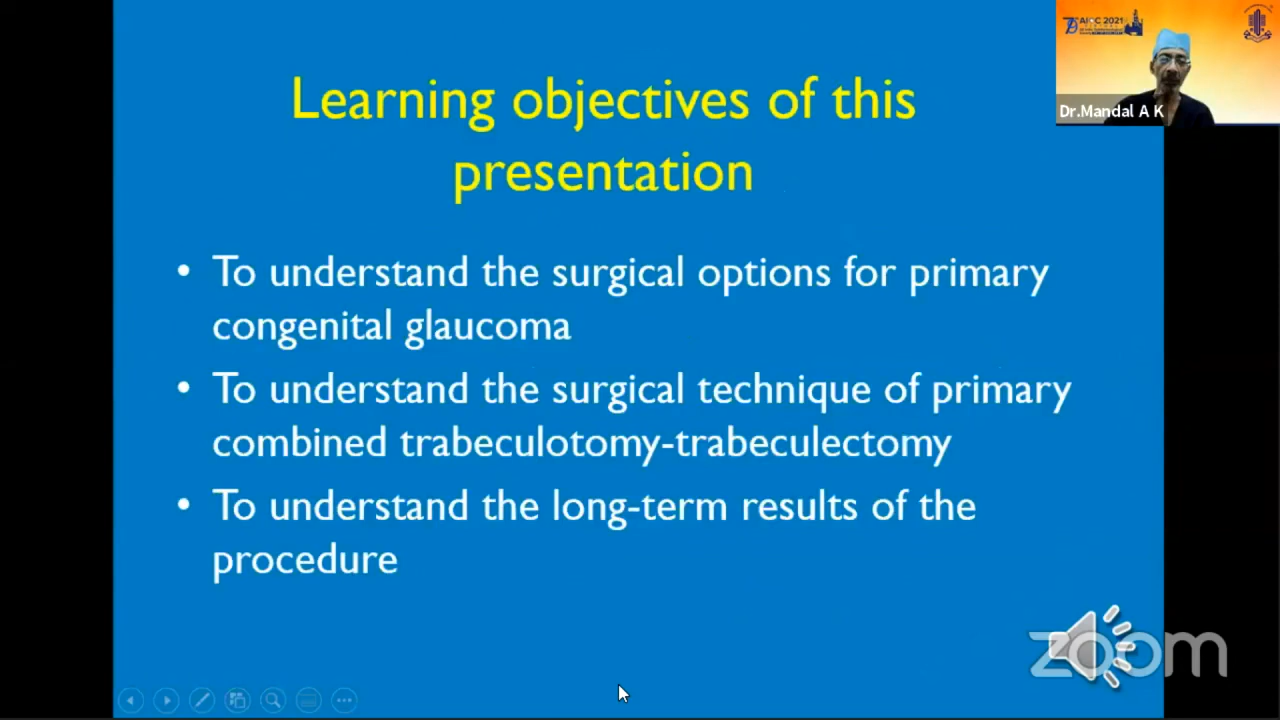 Learning objectives of this
presentation
• To understand the surgical options for primary
congenital glaucoma
• To understand the surgical technique of primary
combined trabeculotomy-trabeculectomy
• To understand the long-term results of the
procedure
AIOC 2021
Dr.Mandal A K
zoom